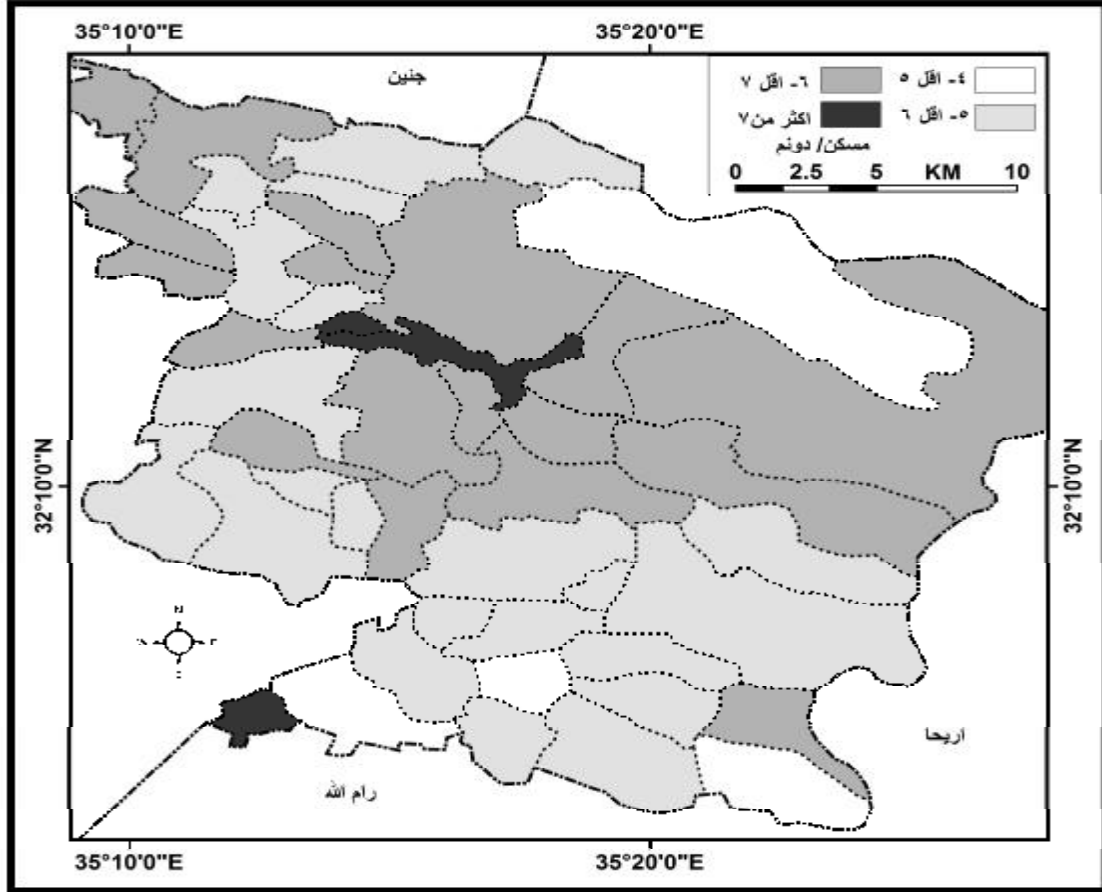 35°10'0"E 35°20'0"E
جنين
٤- اقل ٥
٦- اقل ٧
٥- اقل ٦
اكثر من ٧
مسكن/ دونم
0 2.5 5 KM 10
32°10'0"N 32°10'0"N
N
اريحا
رام الله
35°10'0"E 35°20'0"E